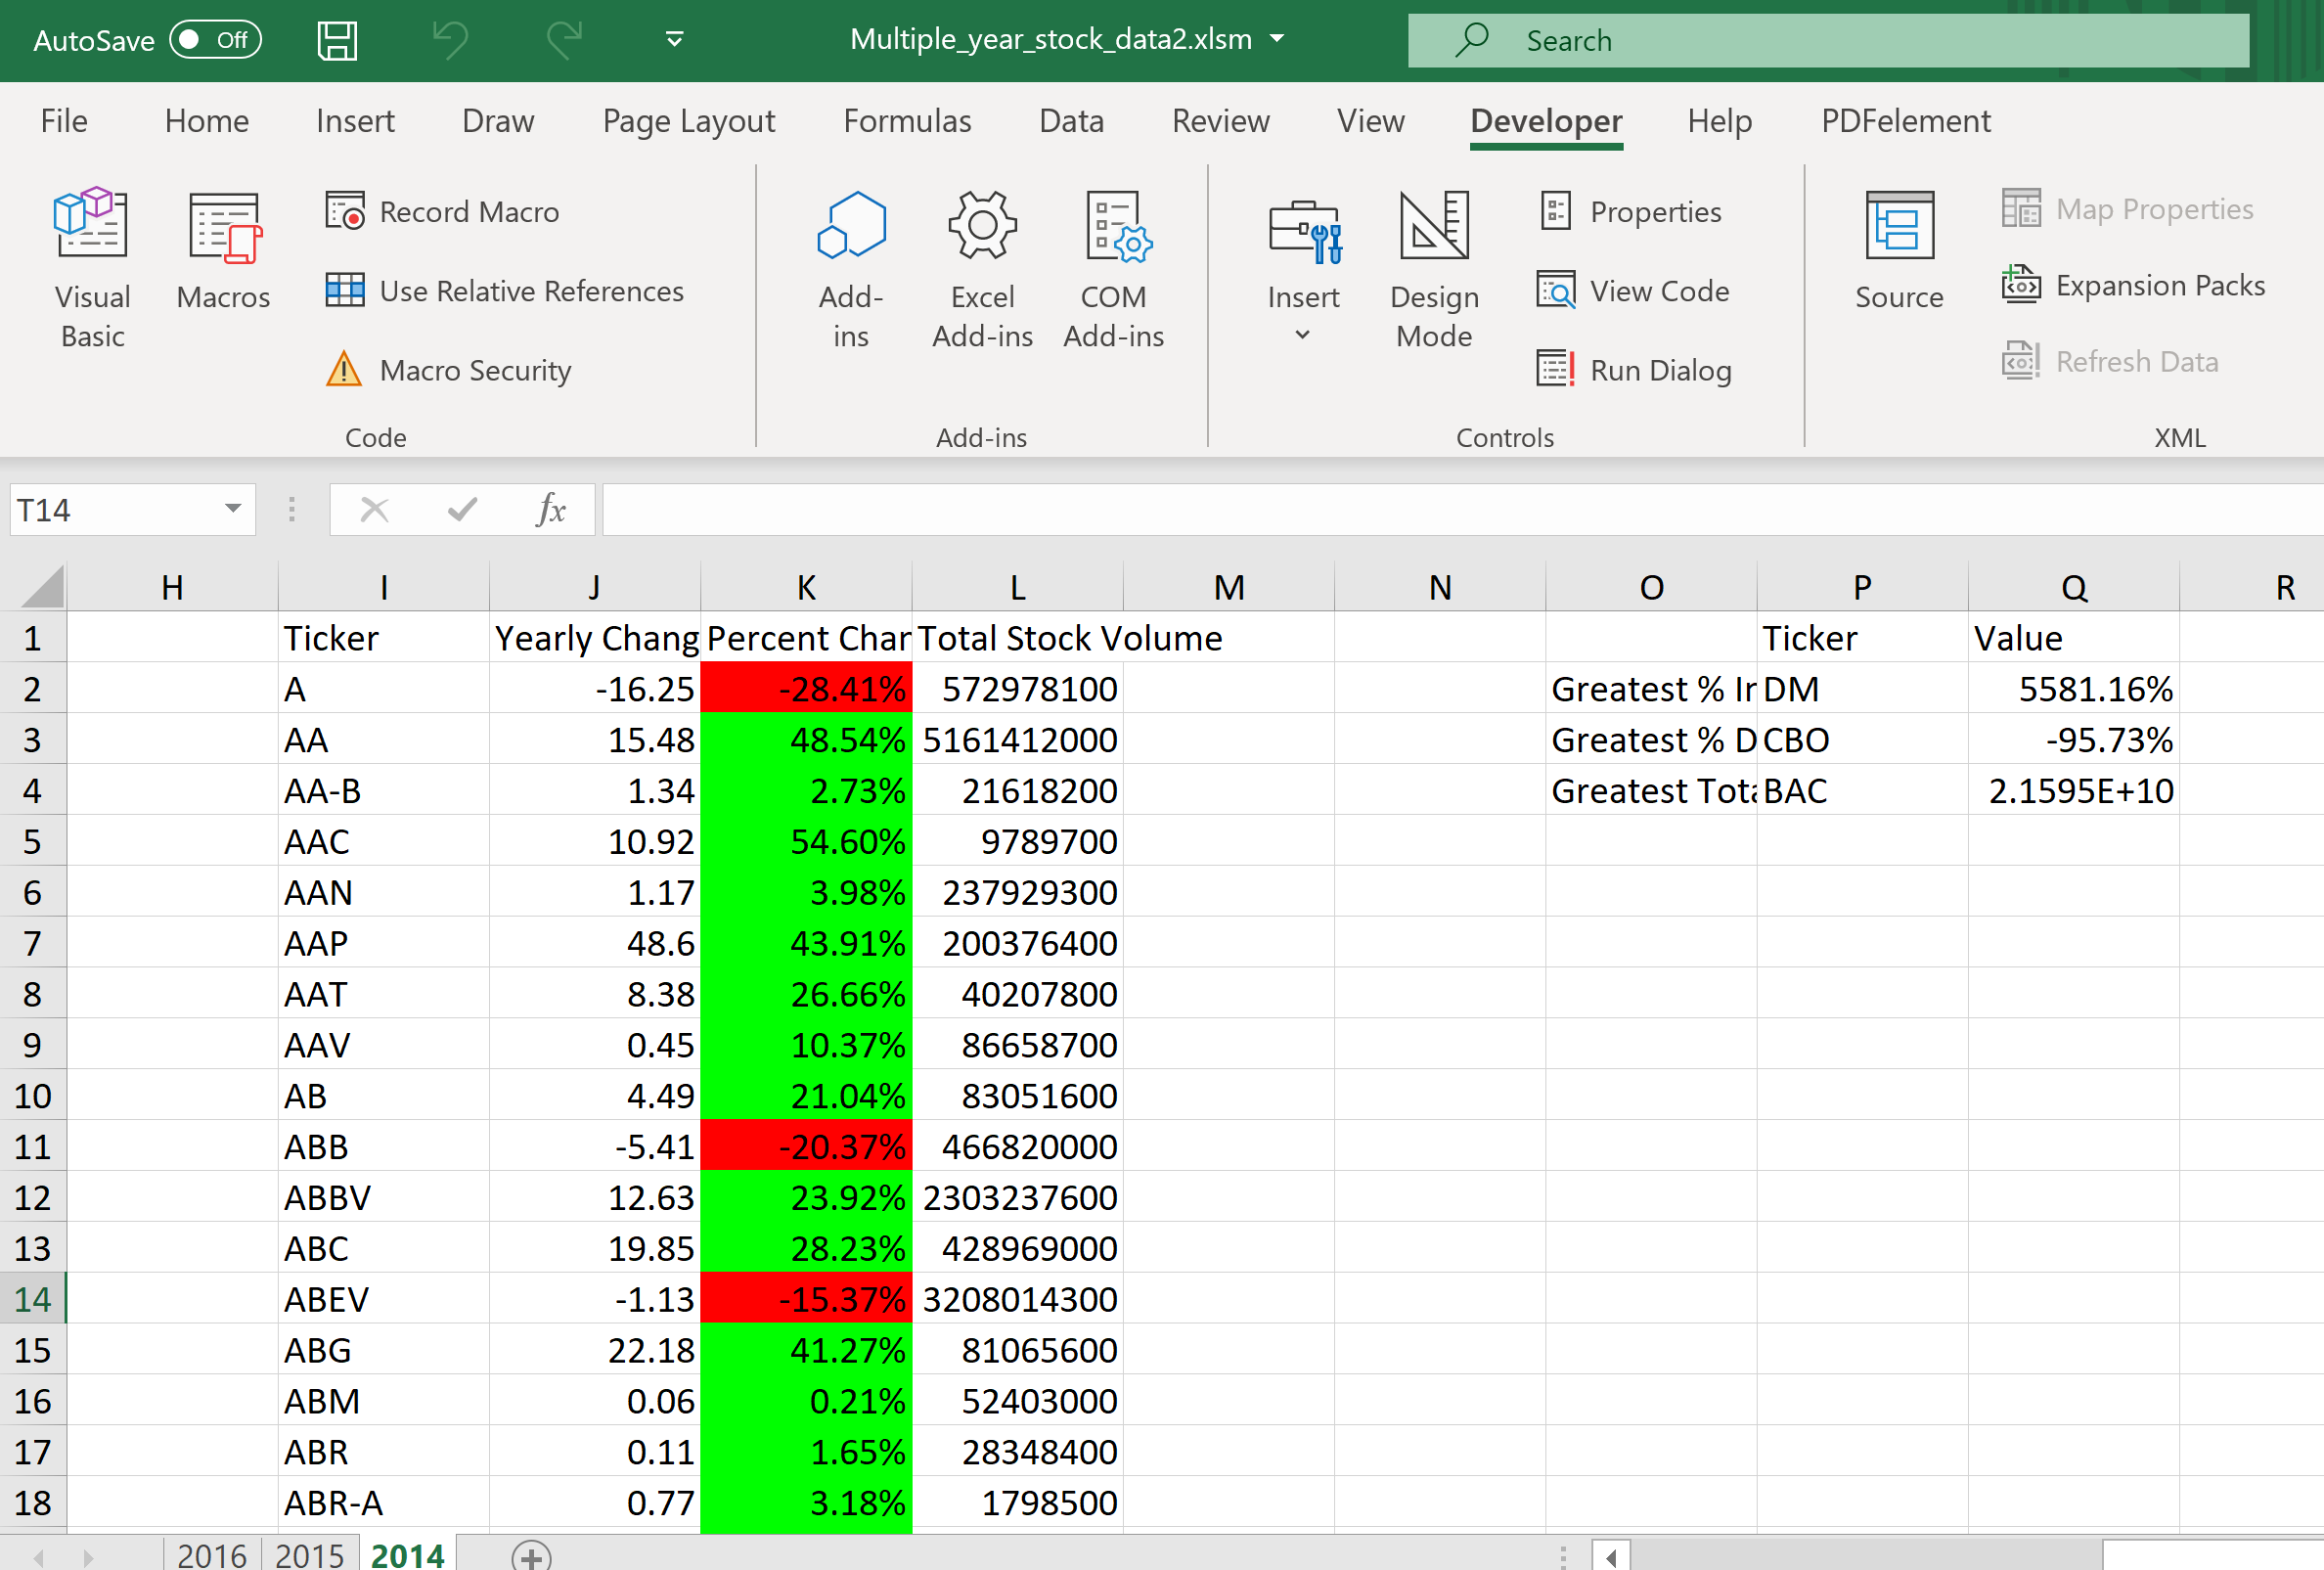 AutoSave Off Multiple_year_stock_data2.xlsm Search
File Home Insert Draw Page Layout Formulas Data Review View Developer Help PDFelement
Visual Basic
Macros
Record Macro
Use Relative References
Macro Security
Code
Add-ins
Excel Add-ins
COM Add-ins
Add-ins
Insert
Design Mode
Properties
View Code
Run Dialog
Controls
Source
Map Properties
Expansion Packs
Refresh Data
XML
T14 fx
H I J K L M N O P Q R
1 Ticker Yearly Chang Percent Char Total Stock Volume Ticker Value
2 A -16.25 -28.41% 572978100 Greatest % Ir DM 5581.16%
3 AA 15.48 48.54% 5161412000 Greatest % D CBO -95.73%
4 AA-B 1.34 2.73% 21618200 Greatest Tota BAC 2.1595E+10
5 AAC 10.92 54.60% 9789700
6 AAN 1.17 3.98% 237929300
7 AAP 48.6 43.91% 200376400
8 AAT 8.38 26.66% 40207800
9 AAV 0.45 10.37% 86658700
10 AB 4.49 21.04% 83051600
11 ABB -5.41 -20.37% 466820000
12 ABBV 12.63 23.92% 2303237600
13 ABC 19.85 28.23% 428969000
14 ABEV -1.13 -15.37% 3208014300
15 ABG 22.18 41.27% 81065600
16 ABM 0.06 0.21% 52403000
17 ABR 0.11 1.65% 28348400
18 ABR-A 0.77 3.18% 1798500
2016 2015 2014